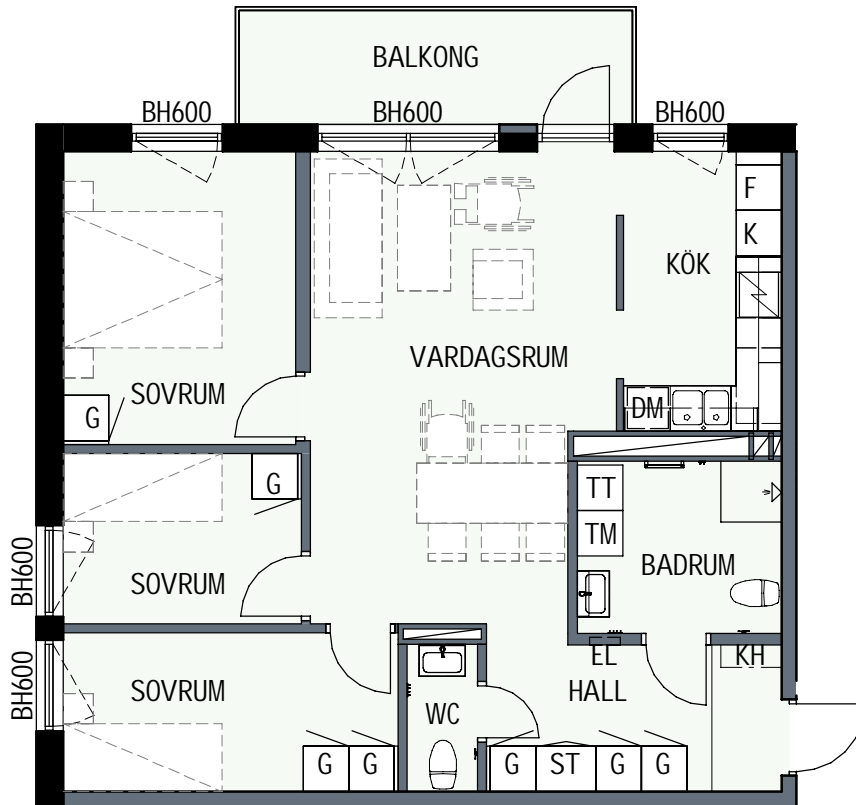 BALKONG
BH600
BH600
BH600
F
K
KÖK
VARDAGSRUM
SOVRUM
G
DM
G
TT
TM
BH600
SOVRUM
BADRUM
EL
KH
BH600
SOVRUM
HALL
WC
G
G
G
ST
G
G